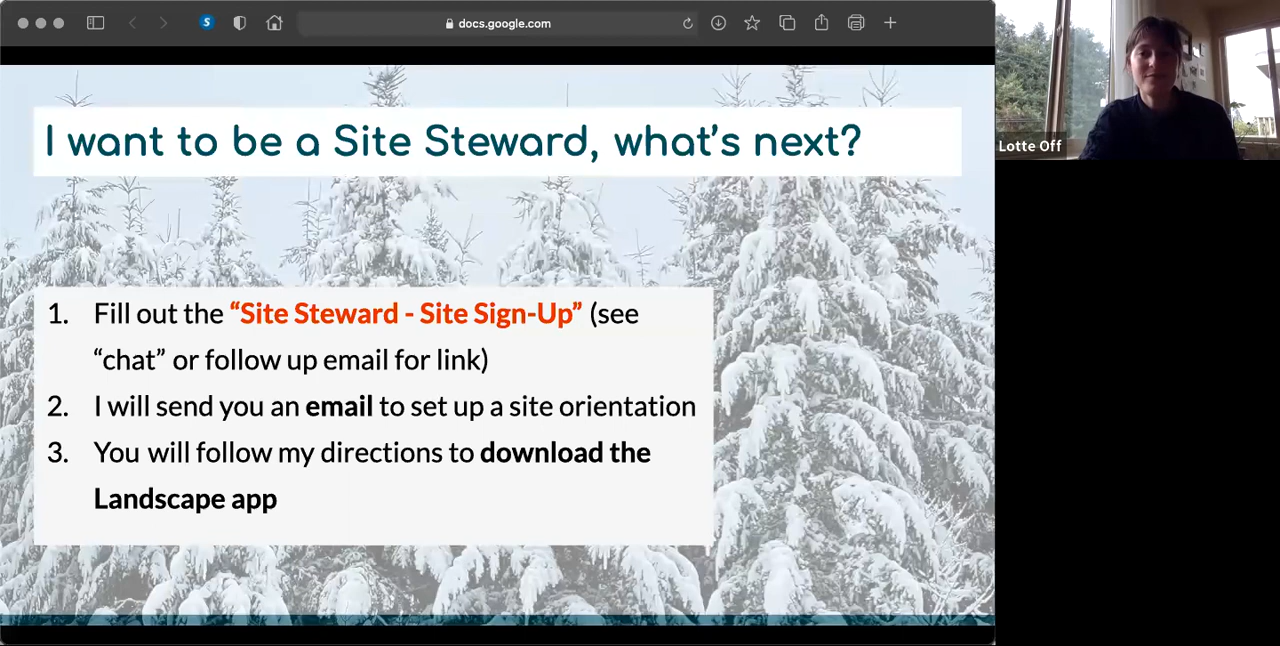 docs.google.com
I want to be a Site Steward, what's next?
1. Fill out the “Site Steward - Site Sign-Up” (see
“chat” or follow up email for link)
2. I will send you an email to set up a site orientation
3. You will follow my directions to download the
Landscape app
Lotte Off